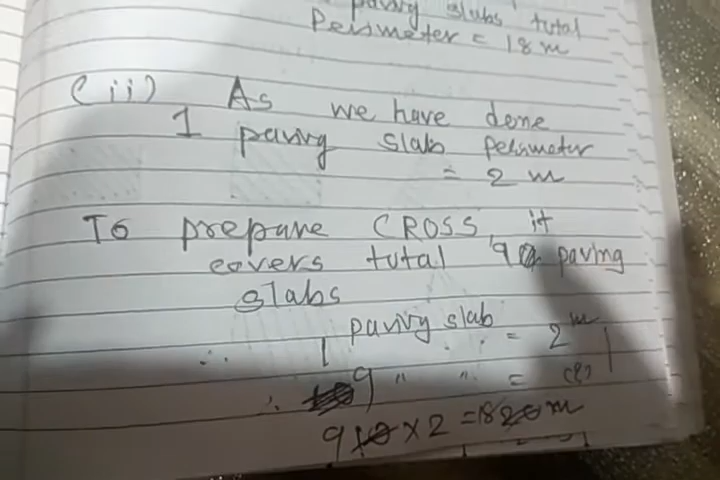 paving slabs total
Perimeter = 18 m
(ii) As we have done
1 paving slab perimeter
= 2 m
To prepare CROSS, it
covers total 9 paving
slabs
∴ 1 paving slab = 2 m
∴ 9 " " = (?)
9 × 2 = 18 m